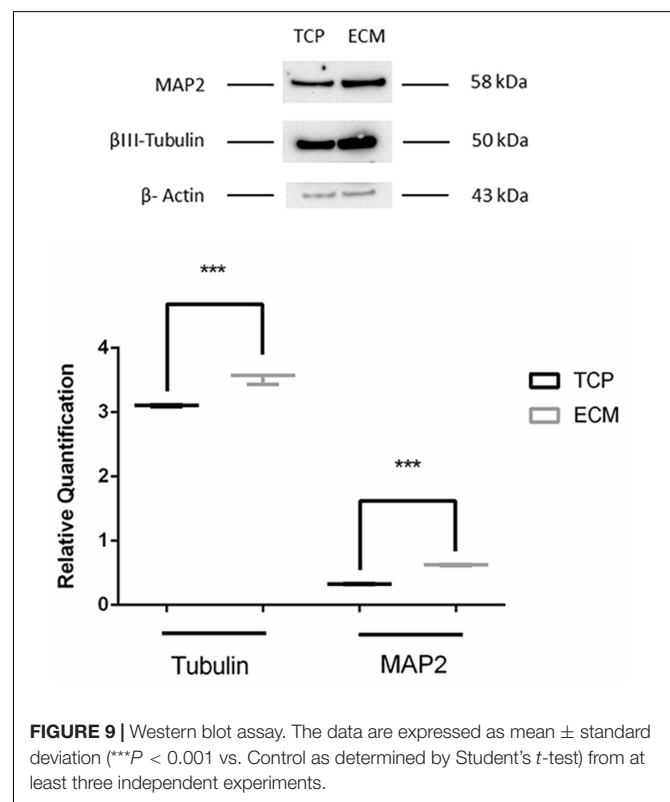 TCP ECM
MAP2 58 kDa
βIII-Tubulin 50 kDa
β- Actin 43 kDa
*** 
***
4
3
2
1
0
Relative Quantification
TCP
ECM
Tubulin MAP2
FIGURE 9 | Western blot assay. The data are expressed as mean ± standard
deviation (***P < 0.001 vs. Control as determined by Student's t-test) from at
least three independent experiments.